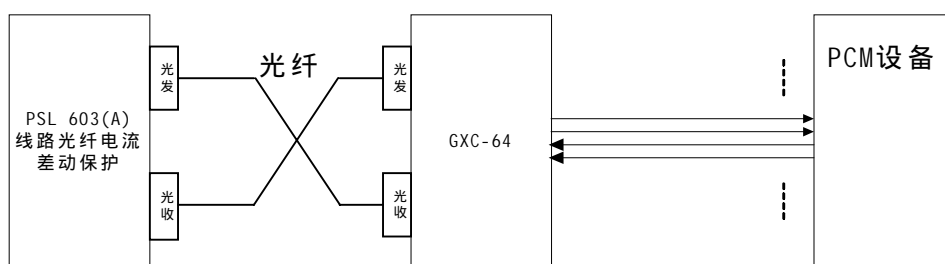 PSL 603(A)
线路光纤电流
差动保护
光发
光收
光纤
光发
光收
GXC-64
PCM设备